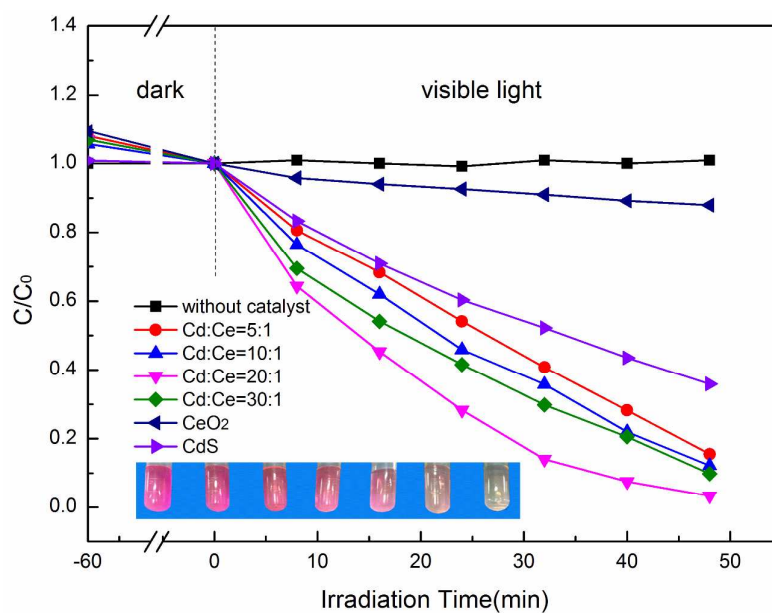 1.4
1.2
1.0
0.8
0.6
0.4
0.2
0.0
C/C0
dark
visible light
without catalyst
Cd:Ce=5:1
Cd:Ce=10:1
Cd:Ce=20:1
Cd:Ce=30:1
CeO2
CdS
-60 0 10 20 30 40 50
Irradiation Time(min)